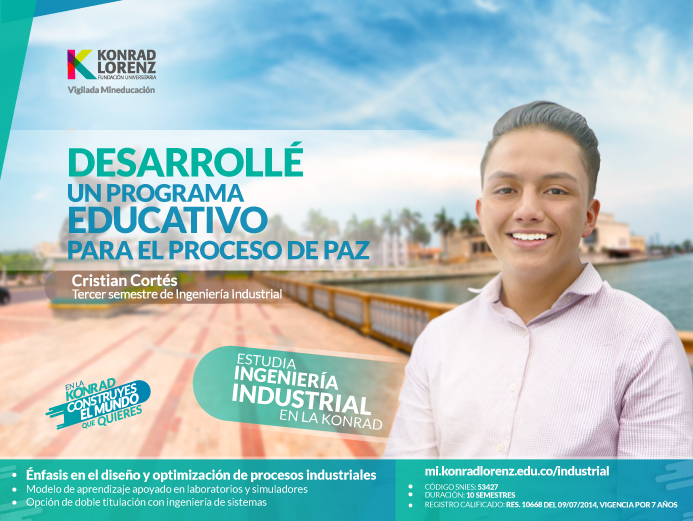 KONRAD
LORENZ
FUNDACIÓN UNIVERSITARIA
Vigilada Mineducación
DESARROLLÉ
UN PROGRAMA
EDUCATIVO
PARA EL PROCESO DE PAZ
Cristian Cortés
Tercer semestre de Ingeniería Industrial
ESTUDIA
INGENIERÍA
INDUSTRIAL
EN LA KONRAD
EN LA
KONRAD
CONSTRUYES
EL MUNDO
QUE QUIERES
• Énfasis en el diseño y optimización de procesos industriales
• Modelo de aprendizaje apoyado en laboratorios y simuladores
• Opción de doble titulación con ingeniería de sistemas
mi.konradlorenz.edu.co/industrial
• CÓDIGO SNIES: 53427
• DURACIÓN: 10 SEMESTRES
• REGISTRO CALIFICADO: RES. 10668 DEL 09/07/2014, VIGENCIA POR 7 AÑOS